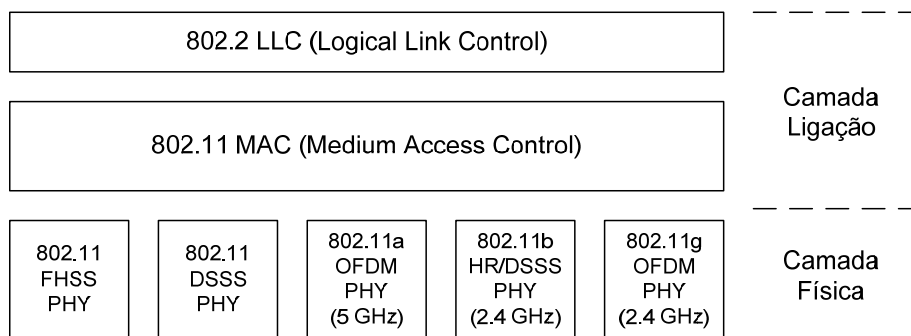 802.2 LLC (Logical Link Control)
802.11 MAC (Medium Access Control)
Camada
Ligação
802.11
FHSS
PHY
802.11
DSSS
PHY
802.11a
OFDM
PHY
(5 GHz)
802.11b
HR/DSSS
PHY
(2.4 GHz)
802.11g
OFDM
PHY
(2.4 GHz)
Camada
Física